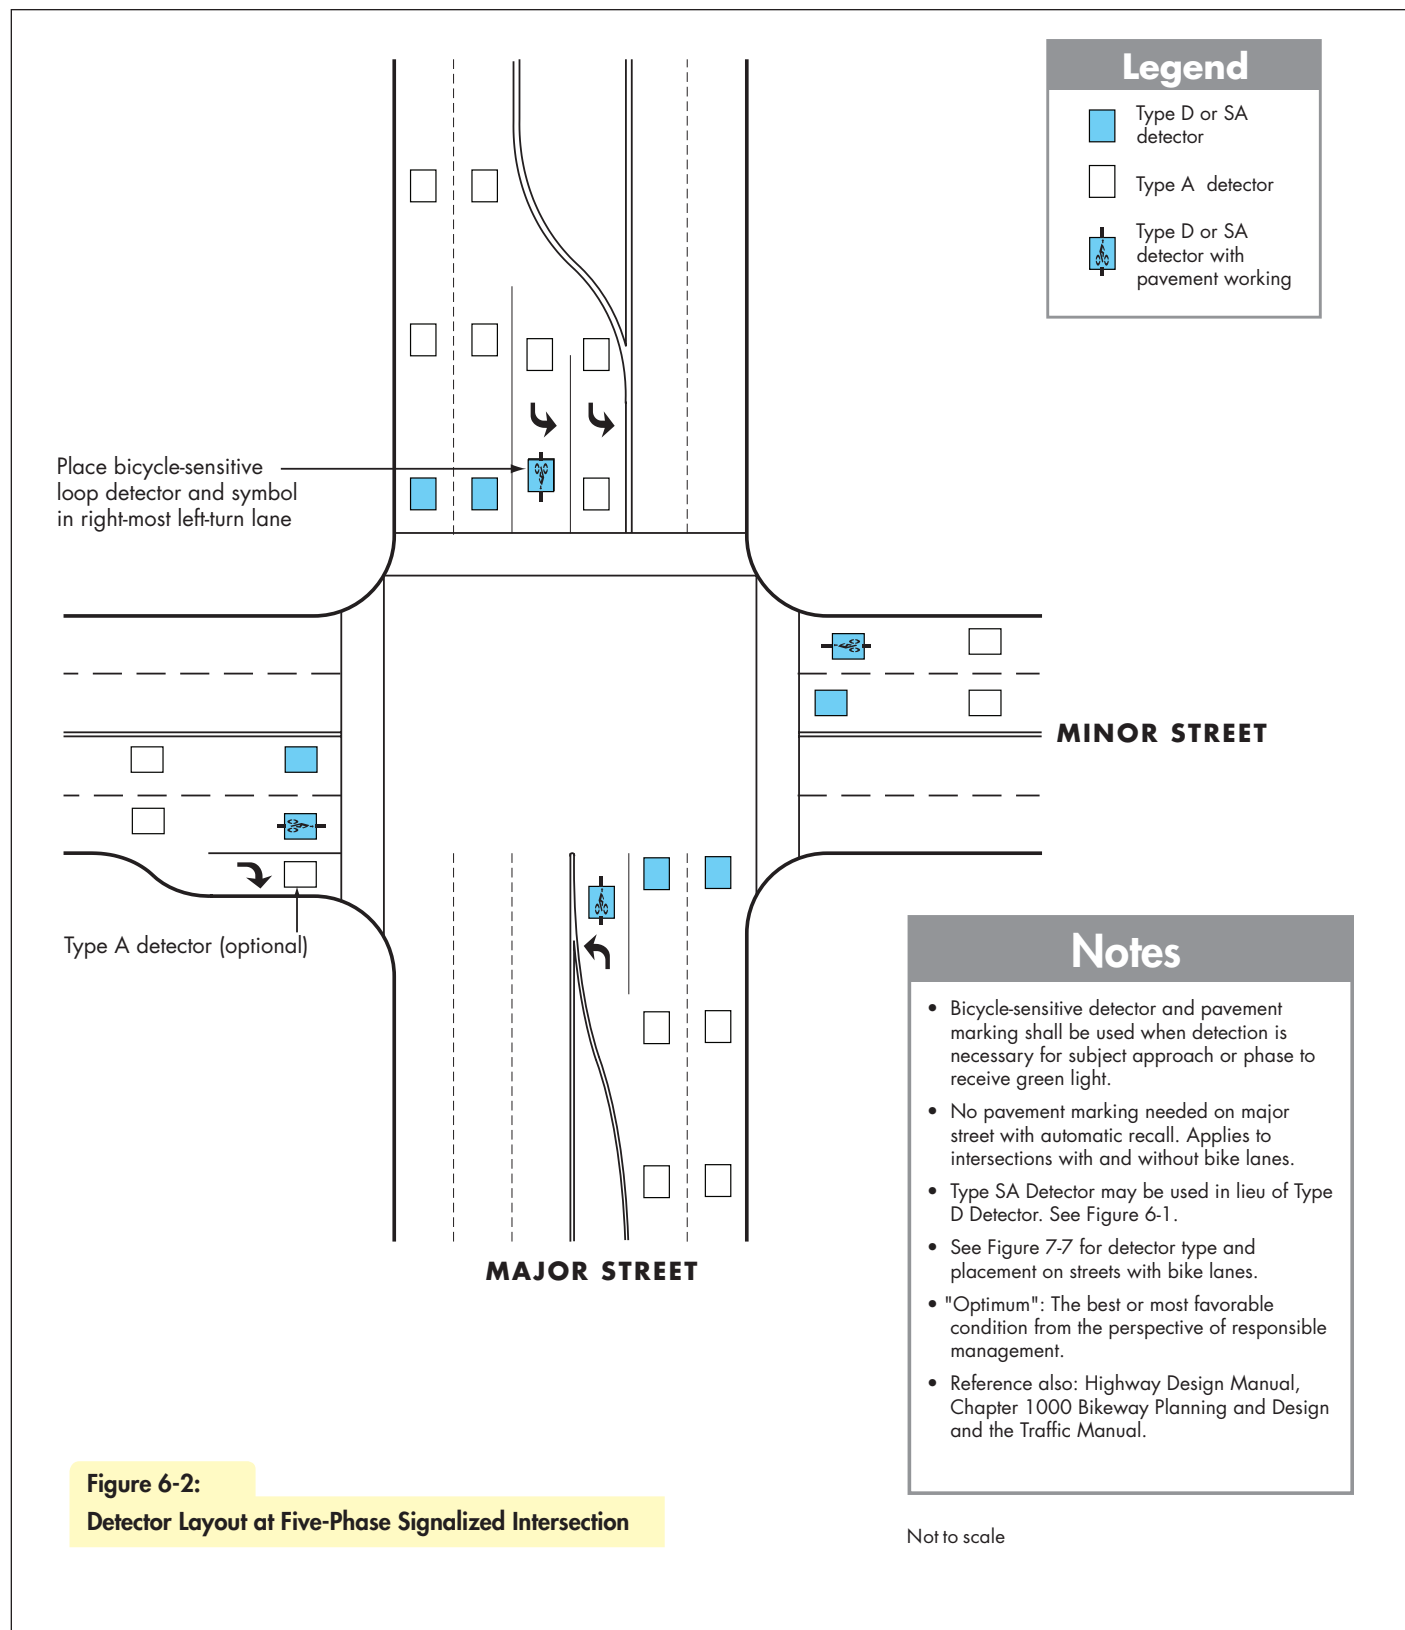 Legend
Type D or SA
detector
Type A detector
Type D or SA
detector with
pavement working
Place bicycle-sensitive
loop detector and symbol
in right-most left-turn lane
MINOR STREET
Type A detector (optional)
MAJOR STREET
Notes
• Bicycle-sensitive detector and pavement
marking shall be used when detection is
necessary for subject approach or phase to
receive green light.
• No pavement marking needed on major
street with automatic recall. Applies to
intersections with and without bike lanes.
• Type SA Detector may be used in lieu of Type
D Detector. See Figure 6-1.
• See Figure 7-7 for detector type and
placement on streets with bike lanes.
• "Optimum": The best or most favorable
condition from the perspective of responsible
management.
• Reference also: Highway Design Manual,
Chapter 1000 Bikeway Planning and Design
and the Traffic Manual.
Figure 6-2:
Detector Layout at Five-Phase Signalized Intersection
Not to scale